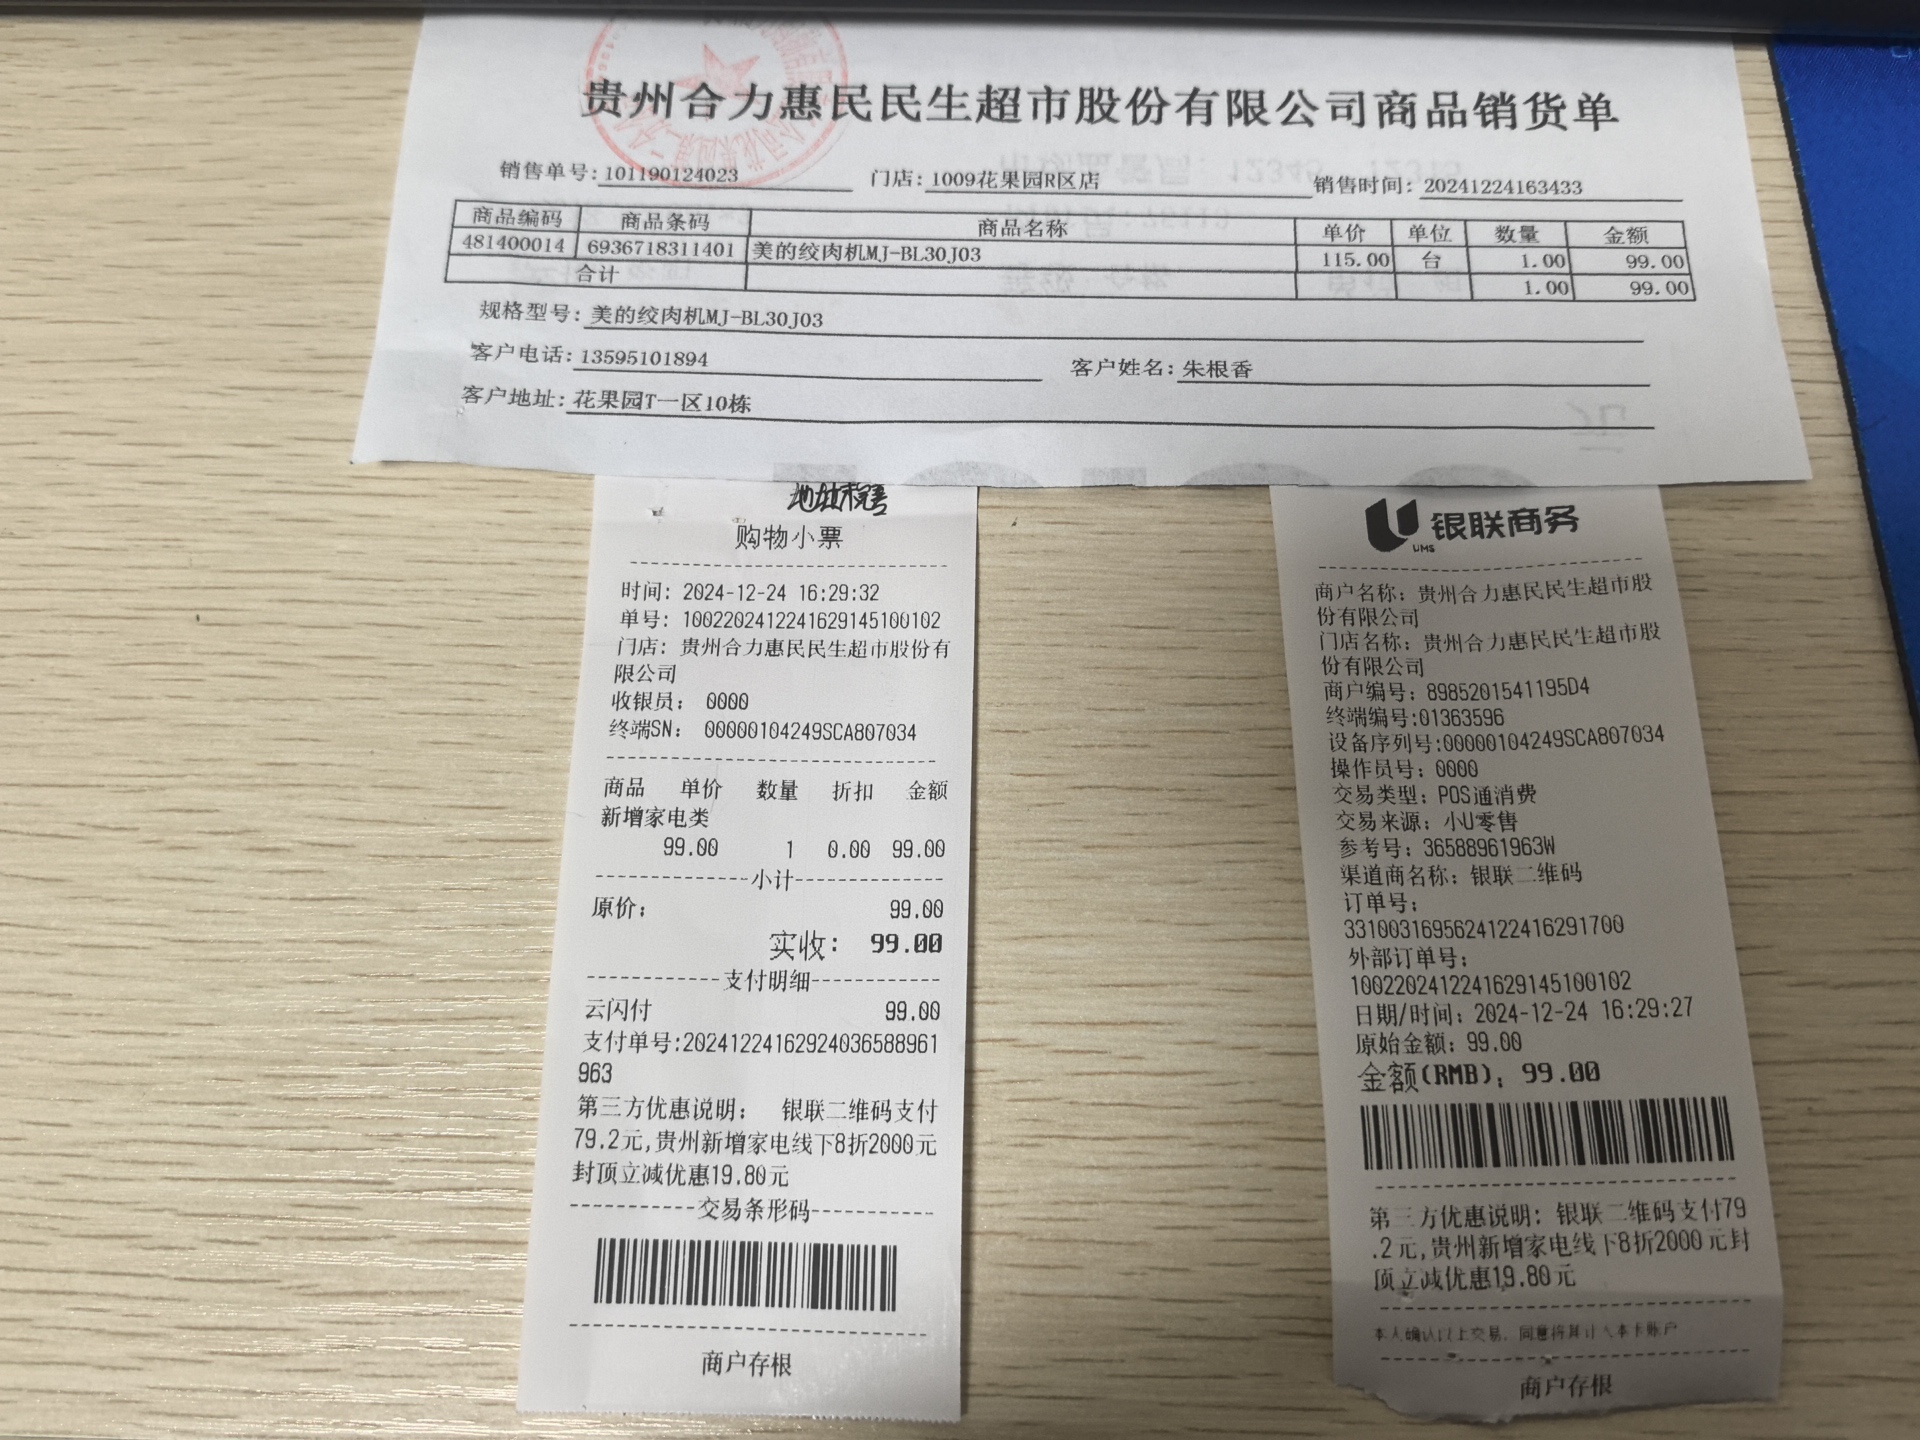 贵州合力惠民民生超市股份有限公司商品销货单
销售单号:101190124023 门店:1009花果园R区店 销售时间:20241224163433
商品编码 商品条码 商品名称 单价 单位 数量 金额
481400014 6936718311401 美的绞肉机MJ-BL30J03 115.00 台 1.00 99.00
合计 1.00 99.00
规格型号:美的绞肉机MJ-BL30J03
客户电话:13595101894 客户姓名:朱根香
客户地址:花果园T一区10栋
购物小票
时间: 2024-12-24 16:29:32
单号: 1002202412241629145100102
门店: 贵州合力惠民民生超市股份有
限公司
收银员: 0000
终端SN: 00000104249SCA807034
商品 单价 数量 折扣 金额
新增家电类
99.00 1 0.00 99.00
小计
原价: 99.00
实收: 99.00
支付明细
云闪付 99.00
支付单号:20241224162924036588961
963
第三方优惠说明: 银联二维码支付
79.2元,贵州新增家电线下8折2000元
封顶立减优惠19.80元
交易条形码
商户存根
银联商务
UMS
商户名称: 贵州合力惠民民生超市股
份有限公司
门店名称: 贵州合力惠民民生超市股
份有限公司
商户编号: 8985201541195D4
终端编号:01363596
设备序列号:00000104249SCA807034
操作员号: 0000
交易类型: POS通消费
交易来源: 小U零售
参考号: 36588961963W
渠道商名称: 银联二维码
订单号:
33100316956241224162917​00
外部订单号:
1002202412241629145100102
日期/时间: 2024-12-24 16:29:27
原始金额: 99.00
金额(RMB): 99.00
第三方优惠说明: 银联二维码支付79
.2元,贵州新增家电线下8折2000元封
顶立减优惠19.80元
本人确认以上交易, 同意将其计入本卡账户
商户存根